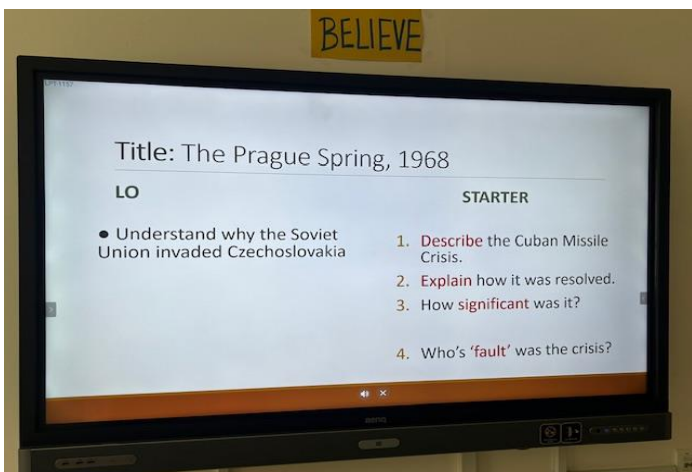 BELIEVE
Title: The Prague Spring, 1968
LO
● Understand why the Soviet
Union invaded Czechoslovakia
STARTER
1. Describe the Cuban Missile
Crisis.
2. Explain how it was resolved.
3. How significant was it?
4. Who's 'fault' was the crisis?
BenQ